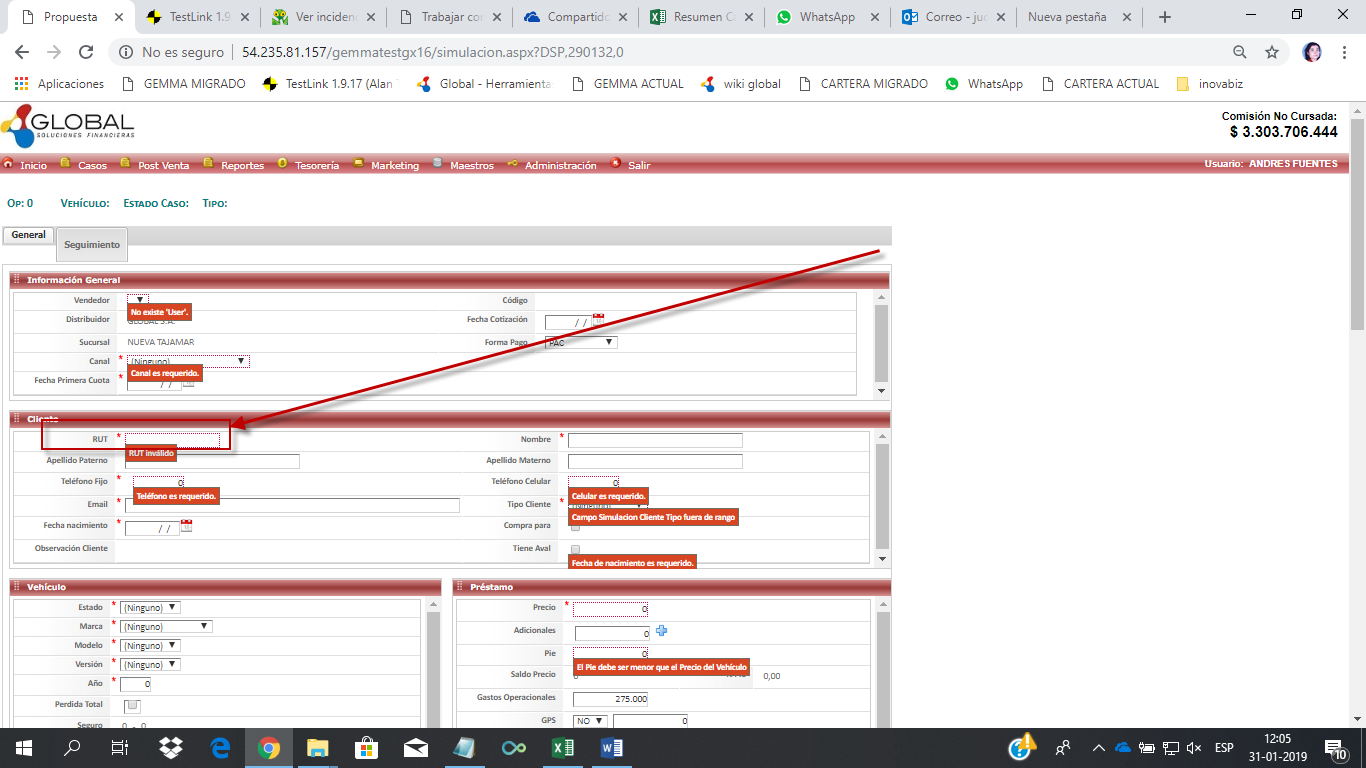 Propuesta
TestLink 1.9
Ver inciden
Trabajar con
Compartido
Resumen C
WhatsApp
Correo - juc
Nueva pestaña
No es seguro | 54.235.81.157/gemmatestgx16/simulacion.aspx?DSP,290132,0
Aplicaciones
GEMMA MIGRADO
TestLink 1.9.17 (Alan
Global - Herramienta
GEMMA ACTUAL
wiki global
CARTERA MIGRADO
WhatsApp
CARTERA ACTUAL
inovabiz
GLOBAL
SOLUCIONES FINANCIERAS
Comisión No Cursada:
$ 3.303.706.444
Inicio Casos Post Venta Reportes Tesorería Marketing Maestros Administración Salir
Usuario: ANDRES FUENTES
Op: 0 Vehículo: Estado Caso: Tipo:
General
Seguimiento
Información General
Vendedor
Código
No existe 'User'.
Distribuidor GLOBAL S.A.
Fecha Cotización / /
Sucursal NUEVA TAJAMAR
Forma Pago PAC
Canal * (Ninguno)
Canal es requerido.
Fecha Primera Cuota * / /
Cliente
RUT *
Nombre *
RUT inválido
Apellido Paterno
Apellido Materno
Teléfono Fijo * 0
Teléfono Celular 0
Teléfono es requerido.
Celular es requerido.
Email *
Tipo Cliente * (Ninguno)
Campo Simulacion Cliente Tipo fuera de rango
Fecha nacimiento * / /
Compra para
Observación Cliente
Tiene Aval
Fecha de nacimiento es requerido.
Vehículo
Estado * (Ninguno)
Marca * (Ninguno)
Modelo * (Ninguno)
Versión * (Ninguno)
Año * 0
Perdida Total
Seguro 0 - 0
Préstamo
Precio * 0
Adicionales 0
Pie 0
El Pie debe ser menor que el Precio del Vehículo
Saldo Precio 0 0,00
Gastos Operacionales 275.000
GPS NO 0
ESP
12:05
31-01-2019
10